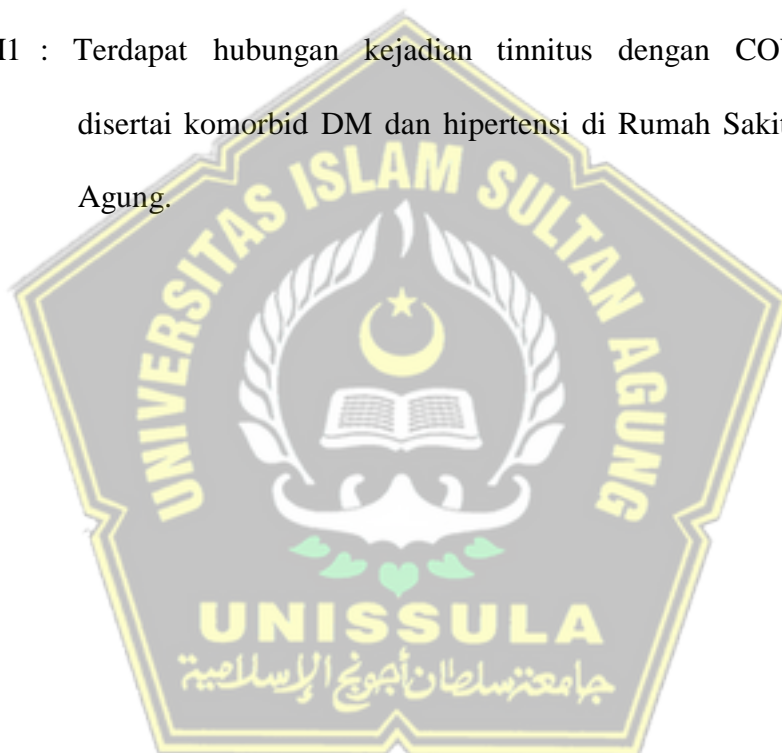 1 : Terdapat hubungan kejadian tinnitus dengan CO
disertai komorbid DM dan hipertensi di Rumah Sakit
Agung.
UNIVERSITAS ISLAM SULTAN AGUNG
UNISSULA
جامعة سلطان أجونج الإسلامية